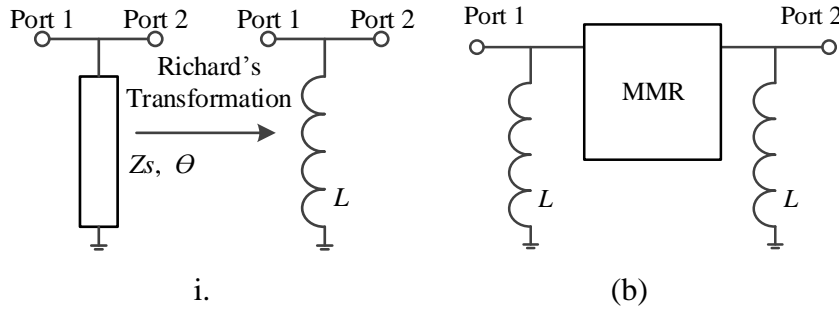 Port 1
Port 2
Richard's
Transformation
Zs, Θ
Port 1
Port 2
L
i.
Port 1
Port 2
MMR
L
L
(b)